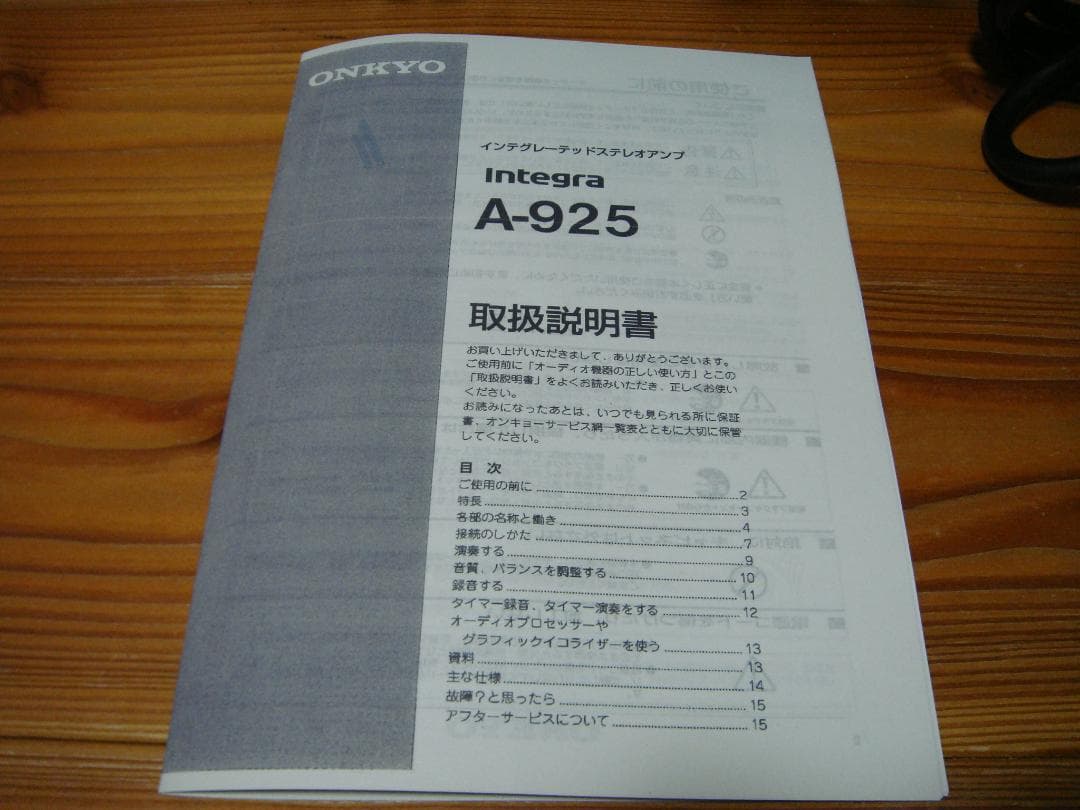 ONKYO
インテグレーテッドステレオアンプ
Integra
A-925
取扱説明書
お買い上げいただきまして、ありがとうございます。
ご使用前に「オーディオ機器の正しい使い方」とこの
「取扱説明書」をよくお読みいただき、正しくお使い
ください。
お読みになったあとは、いつでも見られる所に保証
書、オンキヨーサービス網一覧表とともに大切に保管
してください。
目 次
ご使用の前に 2
特長 3
各部の名称と働き 4
接続のしかた 7
演奏する 9
音質、バランスを調整する 10
録音する 11
タイマー録音、タイマー演奏をする 12
オーディオプロセッサーや
グラフィックイコライザーを使う 13
資料 13
主な仕様 14
故障?と思ったら 15
アフターサービスについて 15